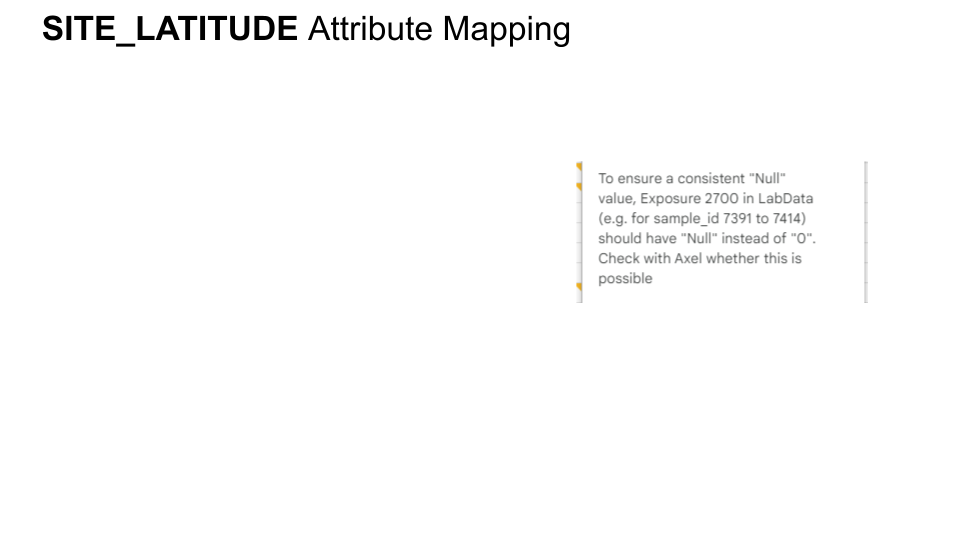 SITE_LATITUDE Attribute Mapping
To ensure a consistent "Null"
value, Exposure 2700 in LabData
(e.g. for sample_id 7391 to 7414)
should have "Null" instead of "0".
Check with Axel whether this is
possible